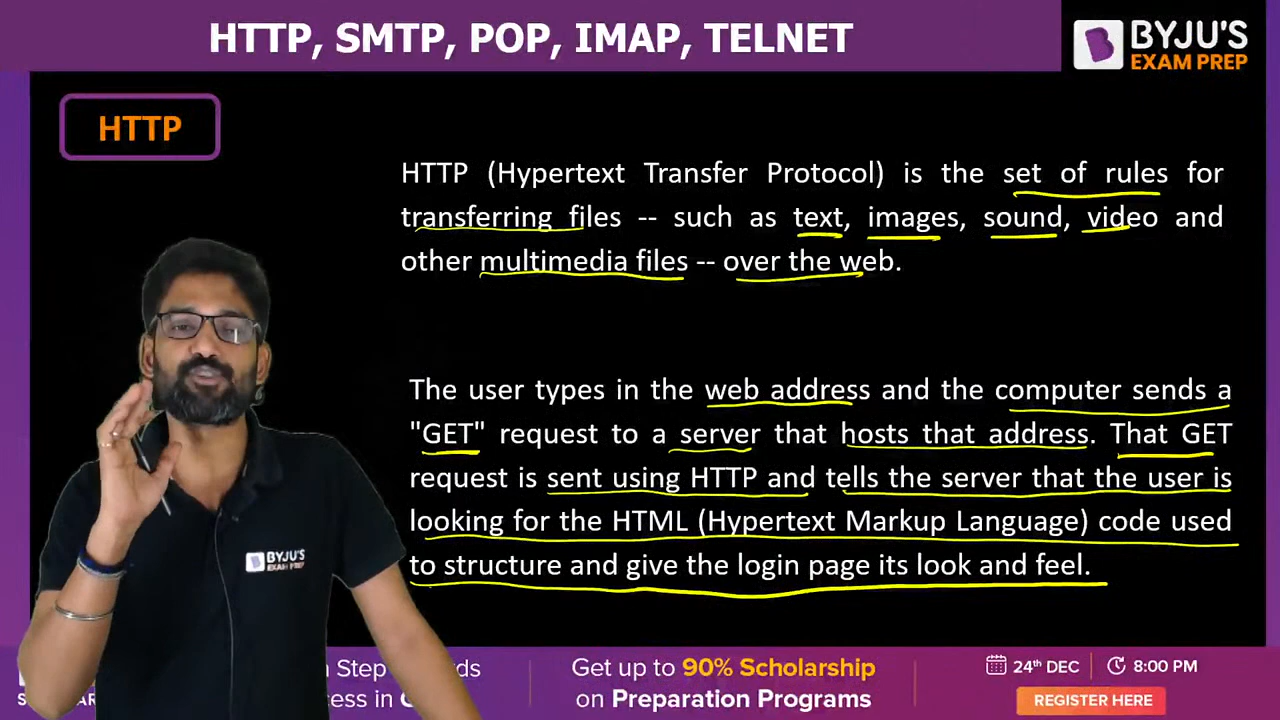 HTTP, SMTP, POP, IMAP, TELNET
BYJU'S
EXAM PREP
HTTP
HTTP (Hypertext Transfer Protocol) is the set of rules for
transferring files -- such as text, images, sound, video and
other multimedia files -- over the web.
The user types in the web address and the computer sends a
"GET" request to a server that hosts that address. That GET
request is sent using HTTP and tells the server that the user is
looking for the HTML (Hypertext Markup Language) code used
to structure and give the login page its look and feel.
BYJU'S
EXAM PREP
Step
in
Get up to 90% Scholarship
on Preparation Programs
24th DEC
8:00 PM
REGISTER HERE